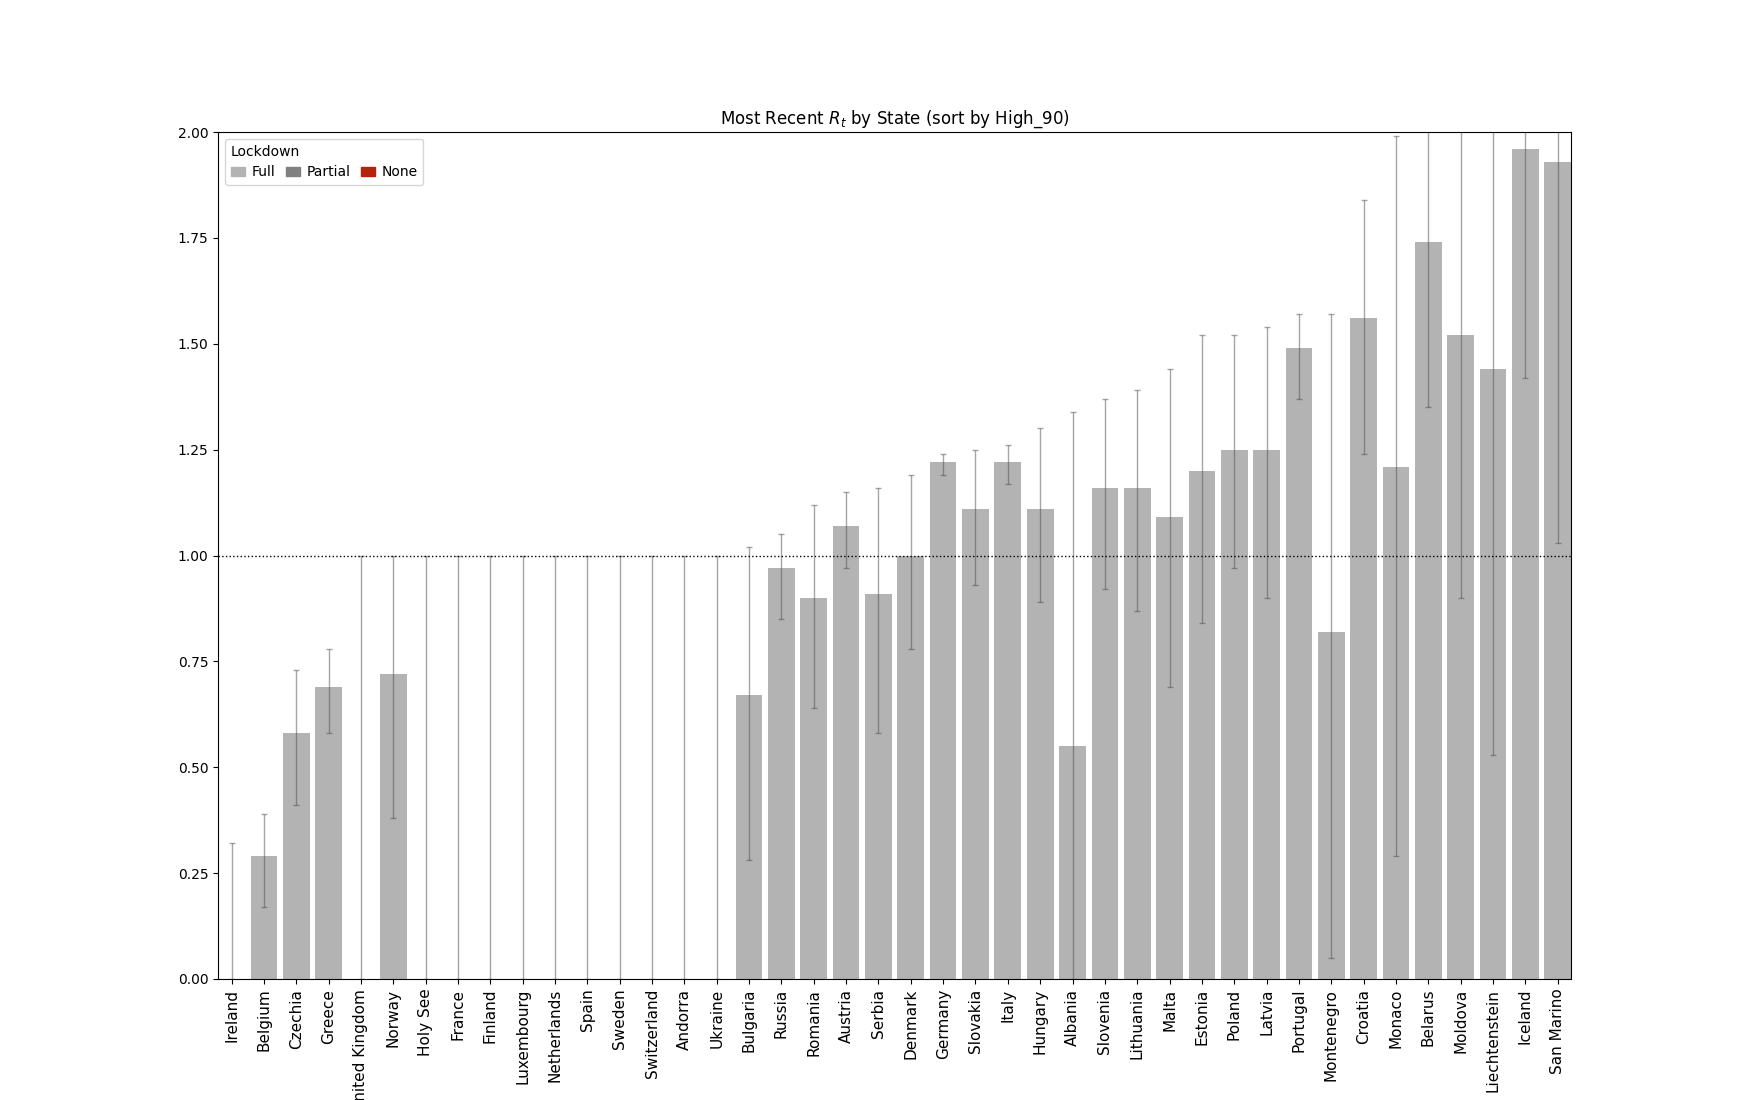 Most Recent Rt by State (sort by High_90)
Lockdown
Full Partial None
2.00
1.75
1.50
1.25
1.00
0.75
0.50
0.25
0.00
Ireland
Belgium
Czechia
Greece
nited Kingdom
Norway
Holy See
France
Finland
Luxembourg
Netherlands
Spain
Sweden
Switzerland
Andorra
Ukraine
Bulgaria
Russia
Romania
Austria
Serbia
Denmark
Germany
Slovakia
Italy
Hungary
Albania
Slovenia
Lithuania
Malta
Estonia
Poland
Latvia
Portugal
Montenegro
Croatia
Monaco
Belarus
Moldova
Liechtenstein
Iceland
San Marino